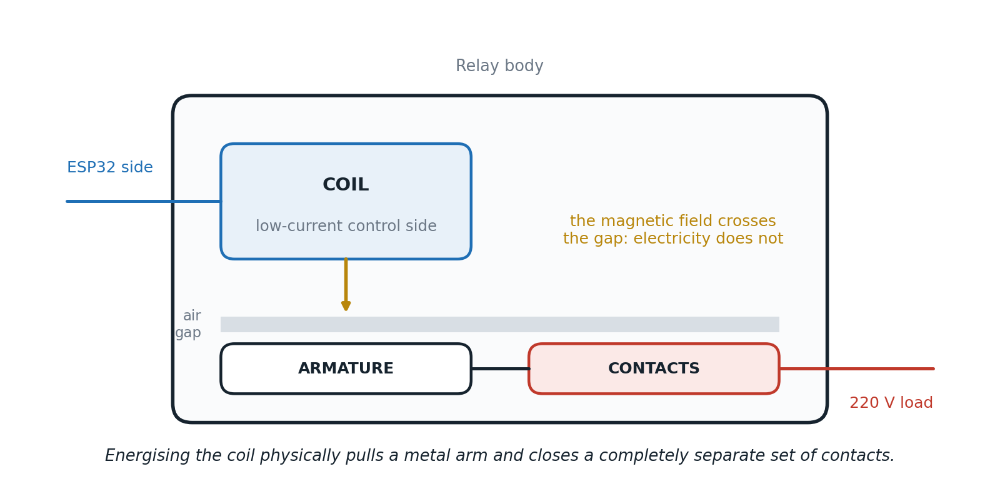 Relay body
ESP32 side
COIL
low-current control side
the magnetic field crosses
the gap: electricity does not
air
gap
ARMATURE
CONTACTS
220 V load
Energising the coil physically pulls a metal arm and closes a completely separate set of contacts.